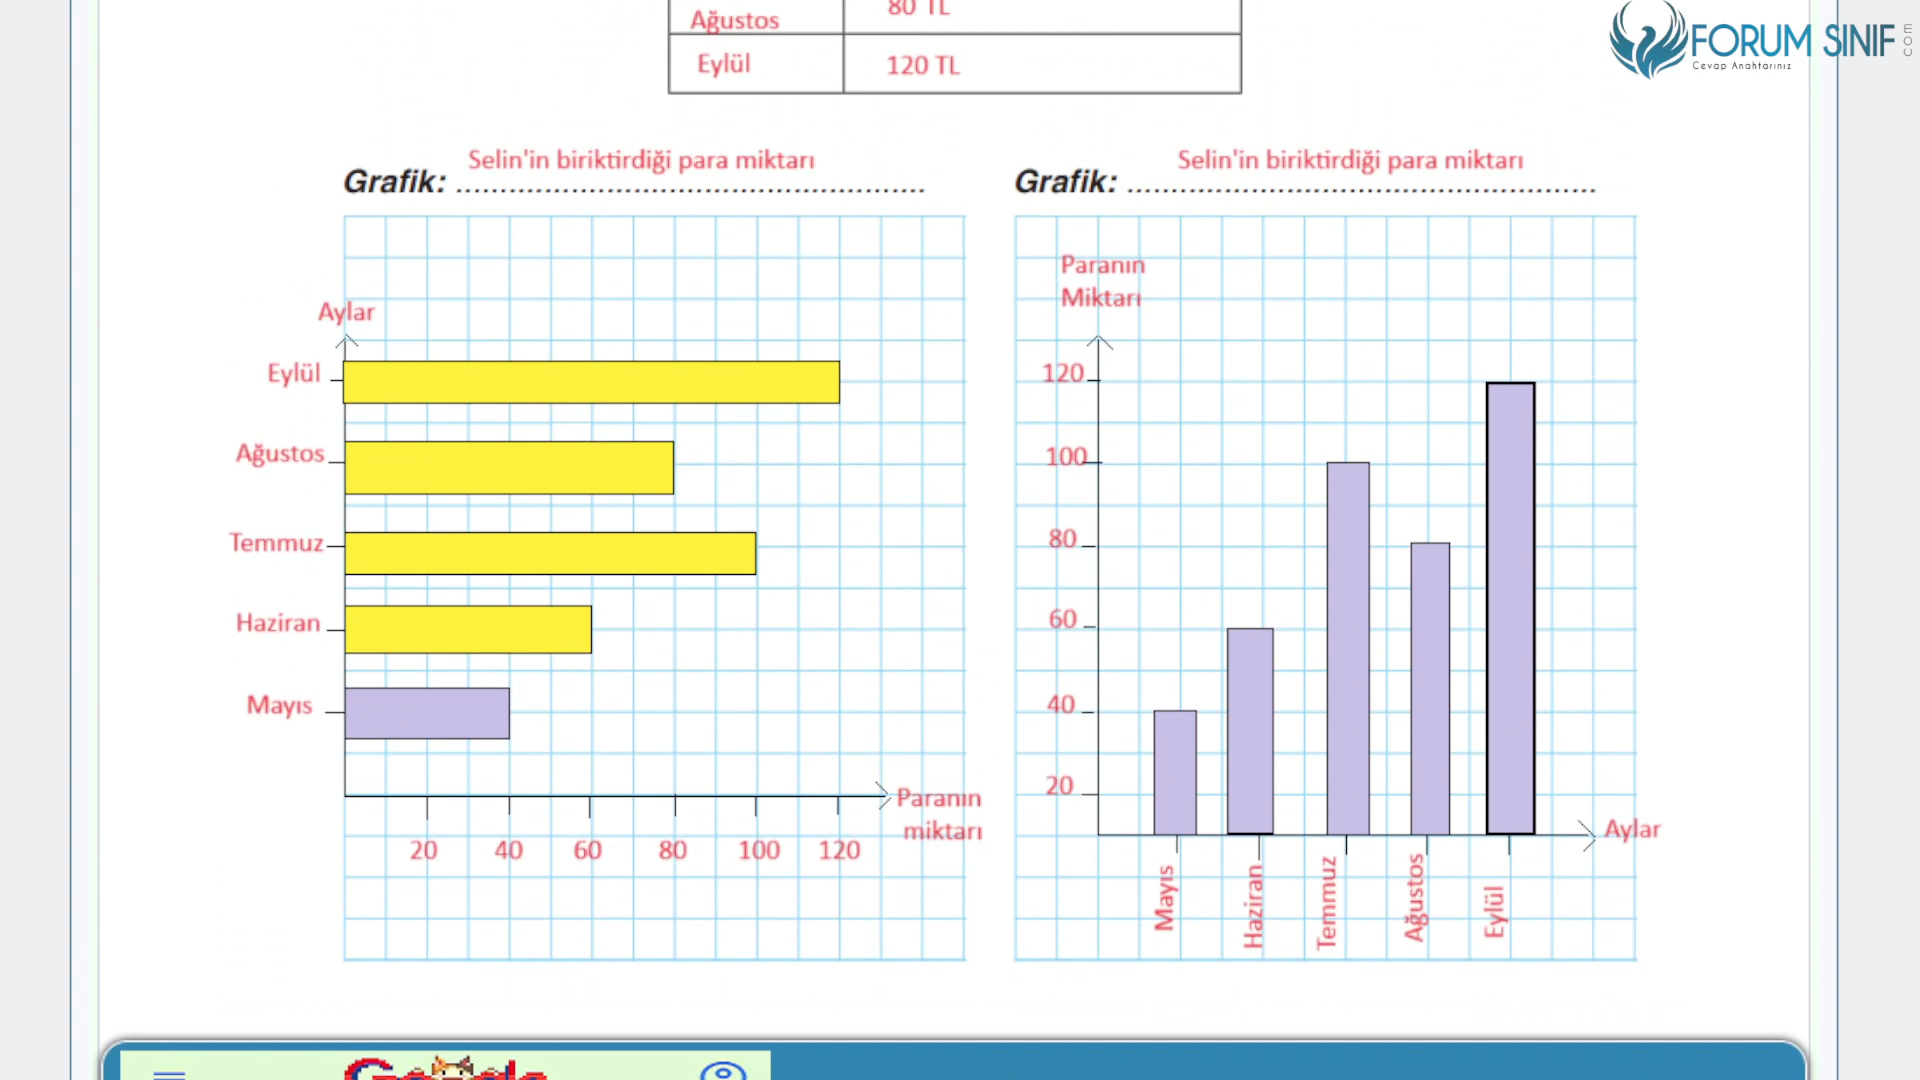 Ağustos 80 TL
Eylül 120 TL
FORUM SINIF
.com
Cevap Anahtarınız
Grafik: Selin'in biriktirdiği para miktarı
Aylar
Eylül
Ağustos
Temmuz
Haziran
Mayıs
20 40 60 80 100 120
Paranın
miktarı
Grafik: Selin'in biriktirdiği para miktarı
Paranın
Miktarı
120
100
80
60
40
20
Mayıs
Haziran
Temmuz
Ağustos
Eylül
Aylar